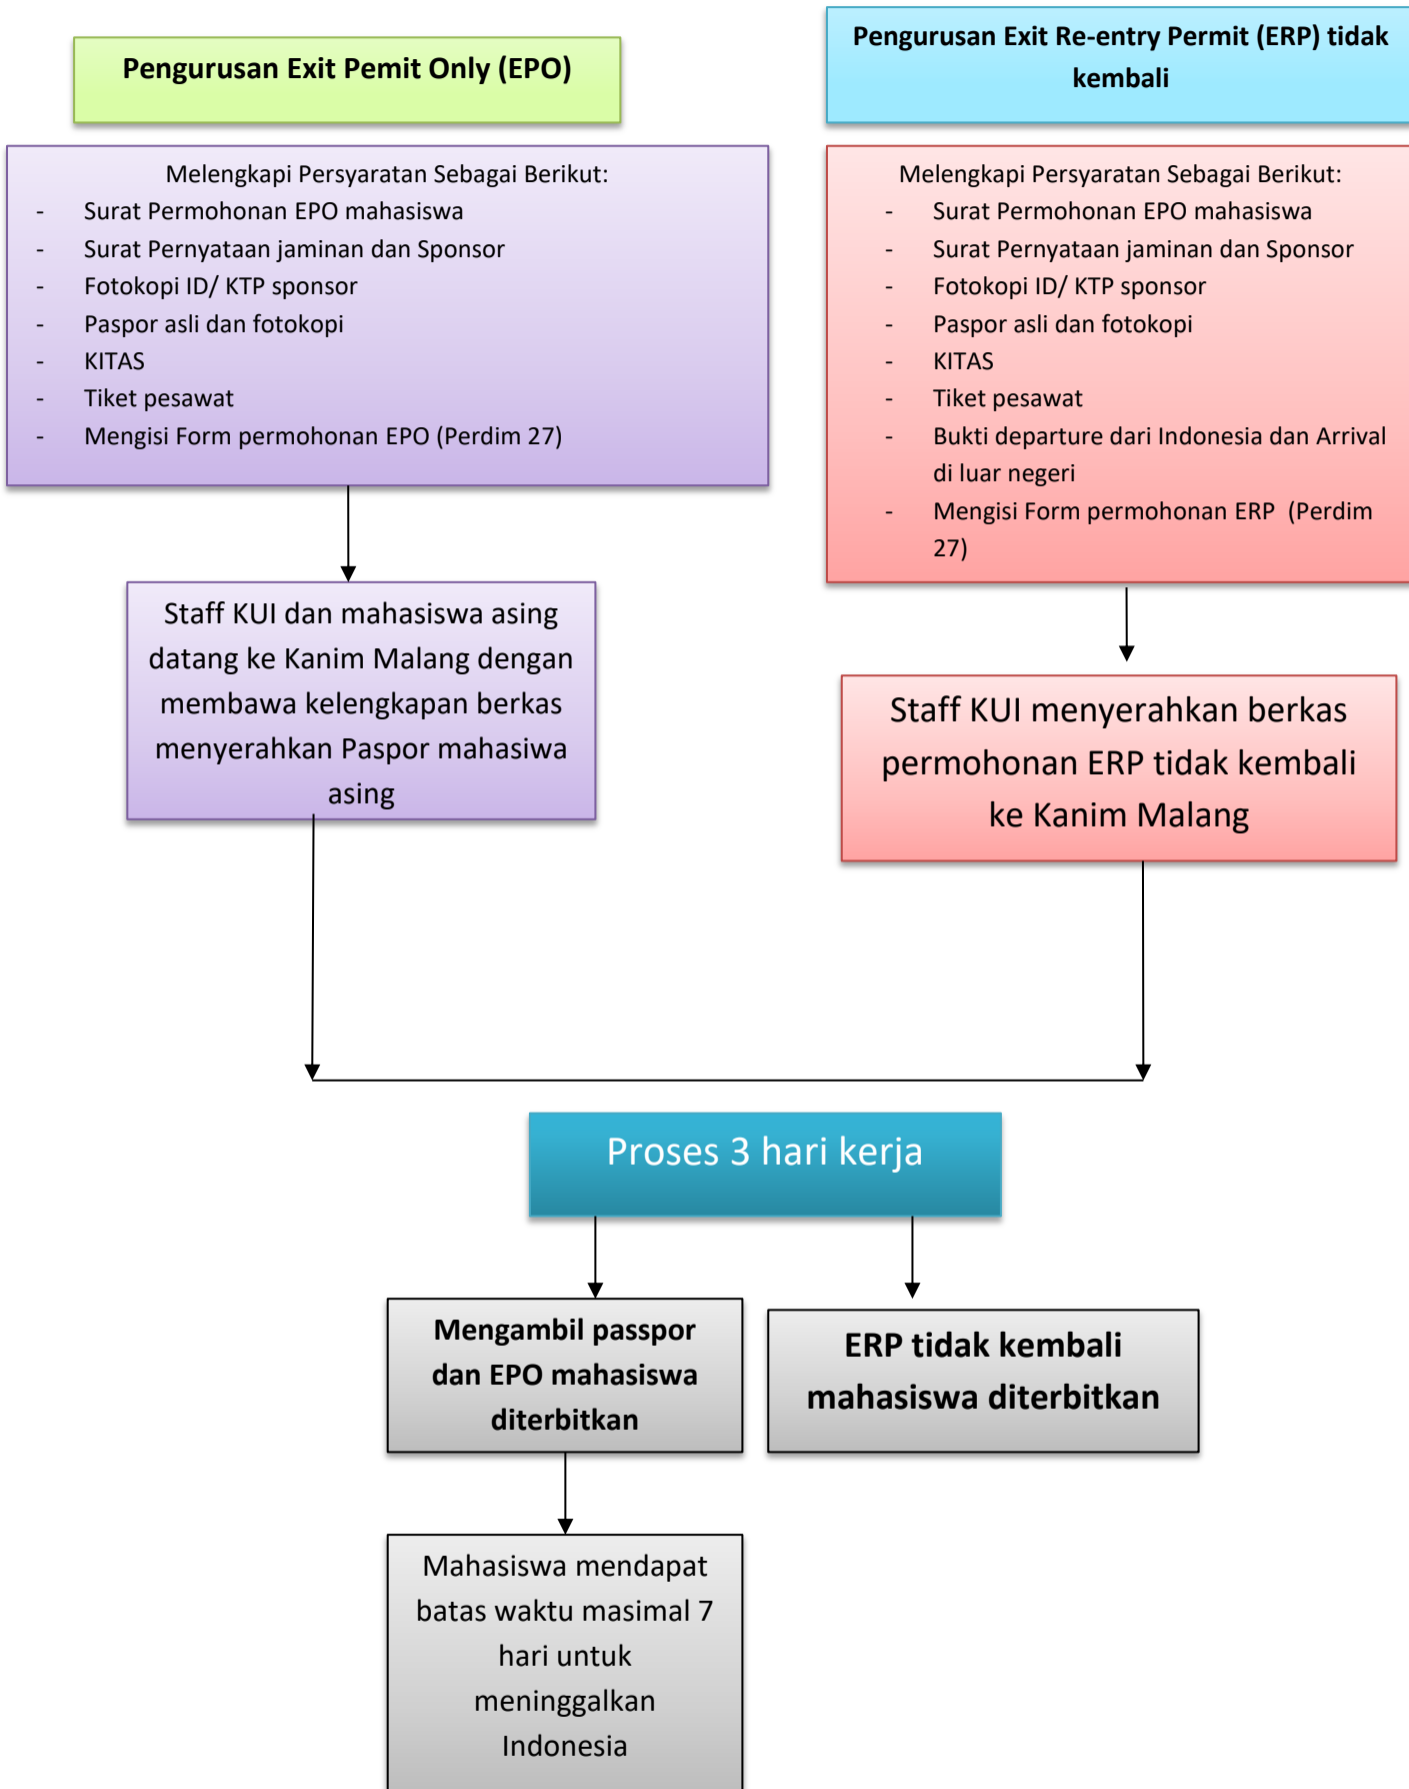 Pengurusan Exit Pemit Only (EPO)
Melengkapi Persyaratan Sebagai Berikut:
- Surat Permohonan EPO mahasiswa
- Surat Pernyataan jaminan dan Sponsor
- Fotokopi ID/ KTP sponsor
- Paspor asli dan fotokopi
- KITAS
- Tiket pesawat
- Mengisi Form permohonan EPO (Perdim 27)
Staff KUI dan mahasiswa asing
datang ke Kanim Malang dengan
membawa kelengkapan berkas
menyerahkan Paspor mahasiwa
asing
Pengurusan Exit Re-entry Permit (ERP) tidak
kembali
Melengkapi Persyaratan Sebagai Berikut:
- Surat Permohonan EPO mahasiswa
- Surat Pernyataan jaminan dan Sponsor
- Fotokopi ID/ KTP sponsor
- Paspor asli dan fotokopi
- KITAS
- Tiket pesawat
- Bukti departure dari Indonesia dan Arrival
di luar negeri
- Mengisi Form permohonan ERP (Perdim
27)
Staff KUI menyerahkan berkas
permohonan ERP tidak kembali
ke Kanim Malang
Proses 3 hari kerja
Mengambil passpor
dan EPO mahasiswa
diterbitkan
ERP tidak kembali
mahasiswa diterbitkan
Mahasiswa mendapat
batas waktu masimal 7
hari untuk
meninggalkan
Indonesia